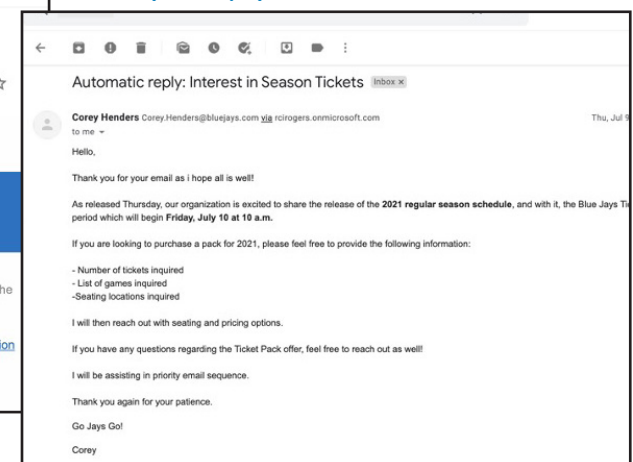 Automatic reply: Interest in Season Tickets Inbox ×
Corey Henders Corey.Henders@bluejays.com via rcirogers.onmicrosoft.com Thu, Jul 9
to me
Hello,
Thank you for your email as i hope all is well!
As released Thursday, our organization is excited to share the release of the 2021 regular season schedule, and with it, the Blue Jays
period which will begin Friday, July 10 at 10 a.m.
If you are looking to purchase a pack for 2021, please feel free to provide the following information:
- Number of tickets inquired
- List of games inquired
-Seating locations inquired
he
I will then reach out with seating and pricing options.
ion
If you have any questions regarding the Ticket Pack offer, feel free to reach out as well!
I will be assisting in priority email sequence.
Thank you again for your patience.
Go Jays Go!
Corey